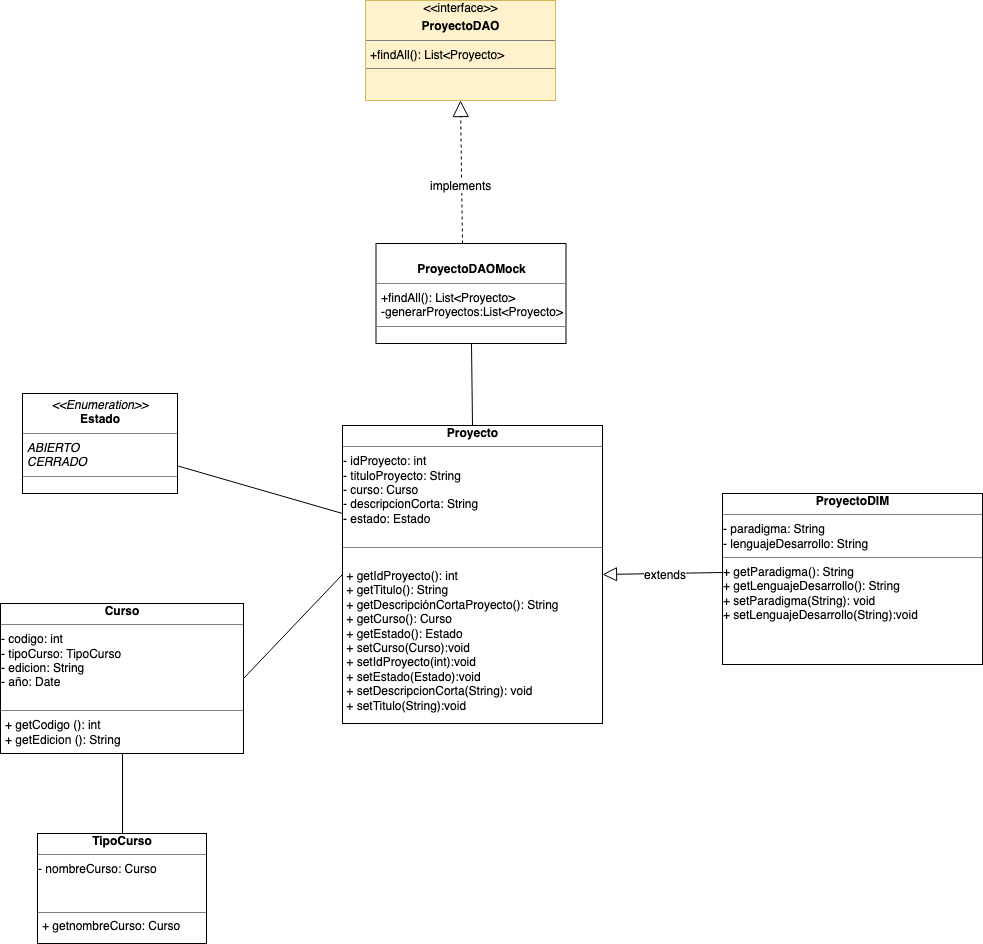 <<interface>>
ProyectoDAO
+findAll(): List<Proyecto>
implements
ProyectoDAOMock
+findAll(): List<Proyecto>
-generarProyectos:List<Proyecto>
<<Enumeration>>
Estado
ABIERTO
CERRADO
Proyecto
- idProyecto: int
- tituloProyecto: String
- curso: Curso
- descripcionCorta: String
- estado: Estado
+ getIdProyecto(): int
+ getTitulo(): String
+ getDescripciónCortaProyecto(): String
+ getCurso(): Curso
+ getEstado(): Estado
+ setCurso(Curso):void
+ setIdProyecto(int):void
+ setEstado(Estado):void
+ setDescripcionCorta(String): void
+ setTitulo(String):void
extends
ProyectoDIM
- paradigma: String
- lenguajeDesarrollo: String
+ getParadigma(): String
+ getLenguajeDesarrollo(): String
+ setParadigma(String): void
+ setLenguajeDesarrollo(String):void
Curso
- codigo: int
- tipoCurso: TipoCurso
- edicion: String
- año: Date
+ getCodigo (): int
+ getEdicion (): String
TipoCurso
- nombreCurso: Curso
+ getnombreCurso: Curso